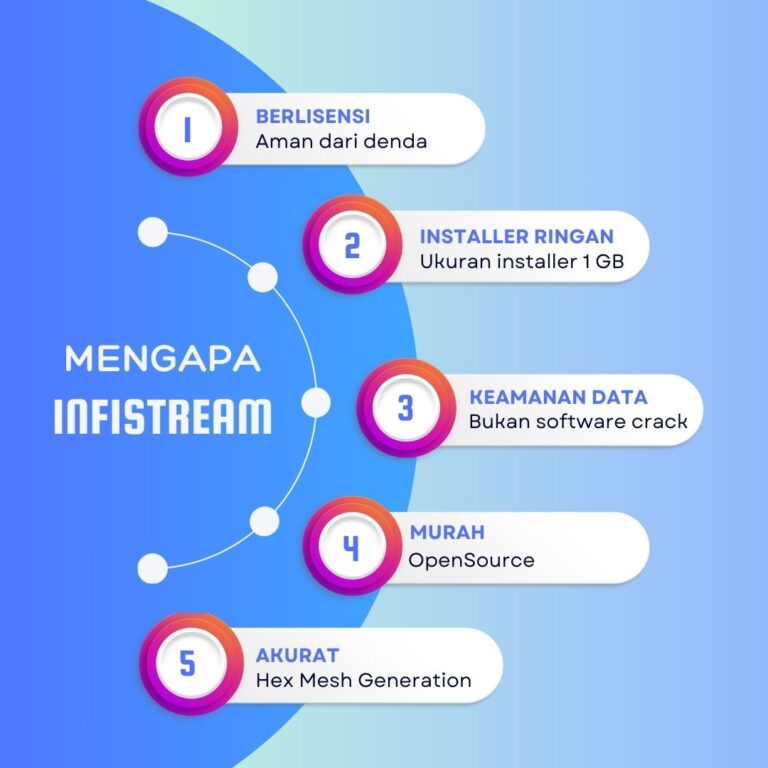 1
BERLISENSI
Aman dari denda
2
INSTALLER RINGAN
Ukuran installer 1 GB
MENGAPA
INFISTREAM
3
KEAMANAN DATA
Bukan software crack
4
MURAH
OpenSource
5
AKURAT
Hex Mesh Generation